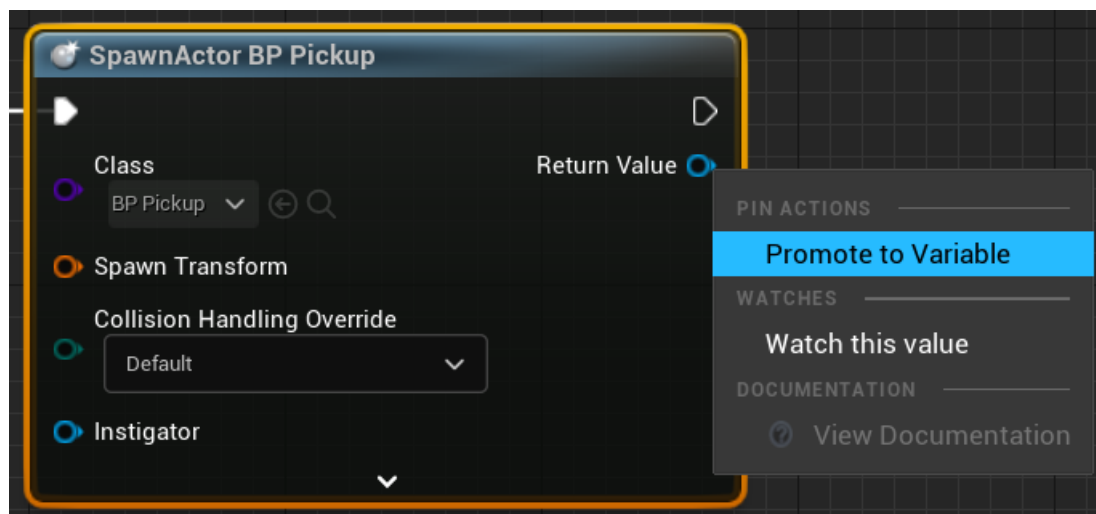 SpawnActor BP Pickup
Class
Return Value
BP Pickup
PIN ACTIONS
Promote to Variable
Spawn Transform
WATCHES
Collision Handling Override
Watch this value
Default
DOCUMENTATION
Instigator
View Documentation